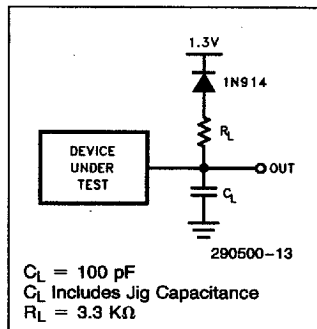 1.3V
1N914
RL
DEVICE
UNDER
TEST
OUT
CL
290500-13
CL = 100 pF
CL Includes Jig Capacitance
RL = 3.3 KΩ